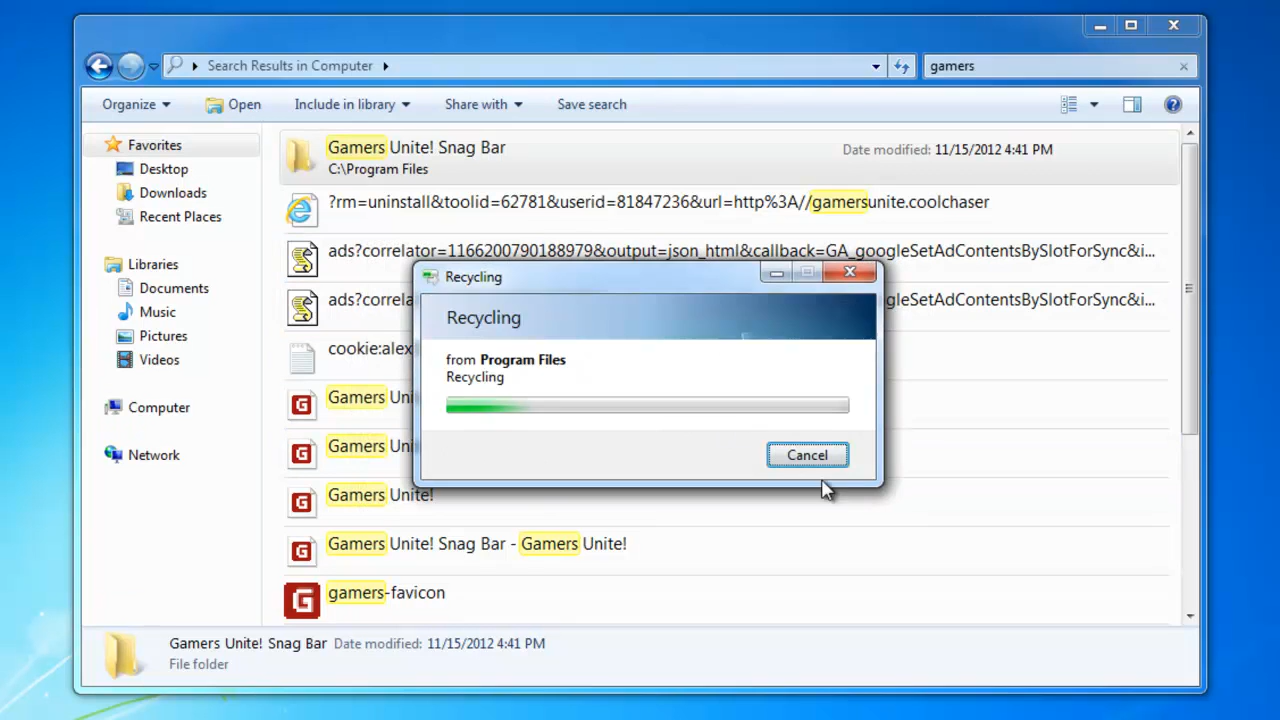 Search Results in Computer
gamers
Organize
Open
Include in library
Share with
Save search
Favorites
Desktop
Downloads
Recent Places
Libraries
Documents
Music
Pictures
Videos
Computer
Network
Gamers Unite! Snag Bar
C:\Program Files
Date modified: 11/15/2012 4:41 PM
?rm=uninstall&toolid=62781&userid=81847236&url=http%3A//gamersunite.coolchaser
ads?correlator=1166200790188979&output=json_html&callback=GA_googleSetAdContentsBySlotForSync&i...
ads?correla
gleSetAdContentsBySlotForSync&i...
cookie:alex
Gamers Uni
Gamers Uni
Gamers Unite!
Gamers Unite! Snag Bar - Gamers Unite!
gamers-favicon
Recycling
Recycling
from Program Files
Recycling
Cancel
Gamers Unite! Snag Bar Date modified: 11/15/2012 4:41 PM
File folder